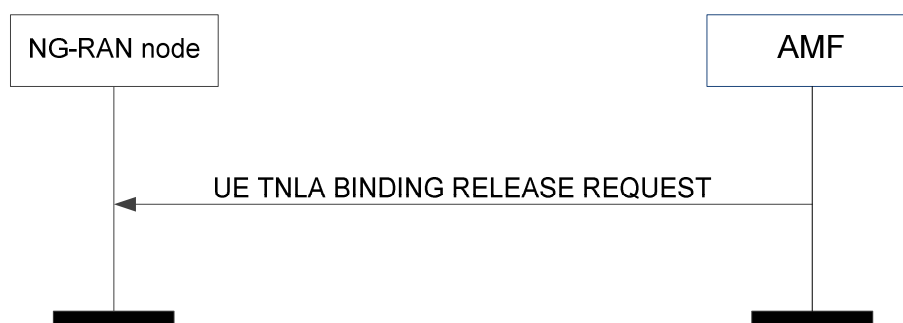 NG-RAN node
AMF
UE TNLA BINDING RELEASE REQUEST